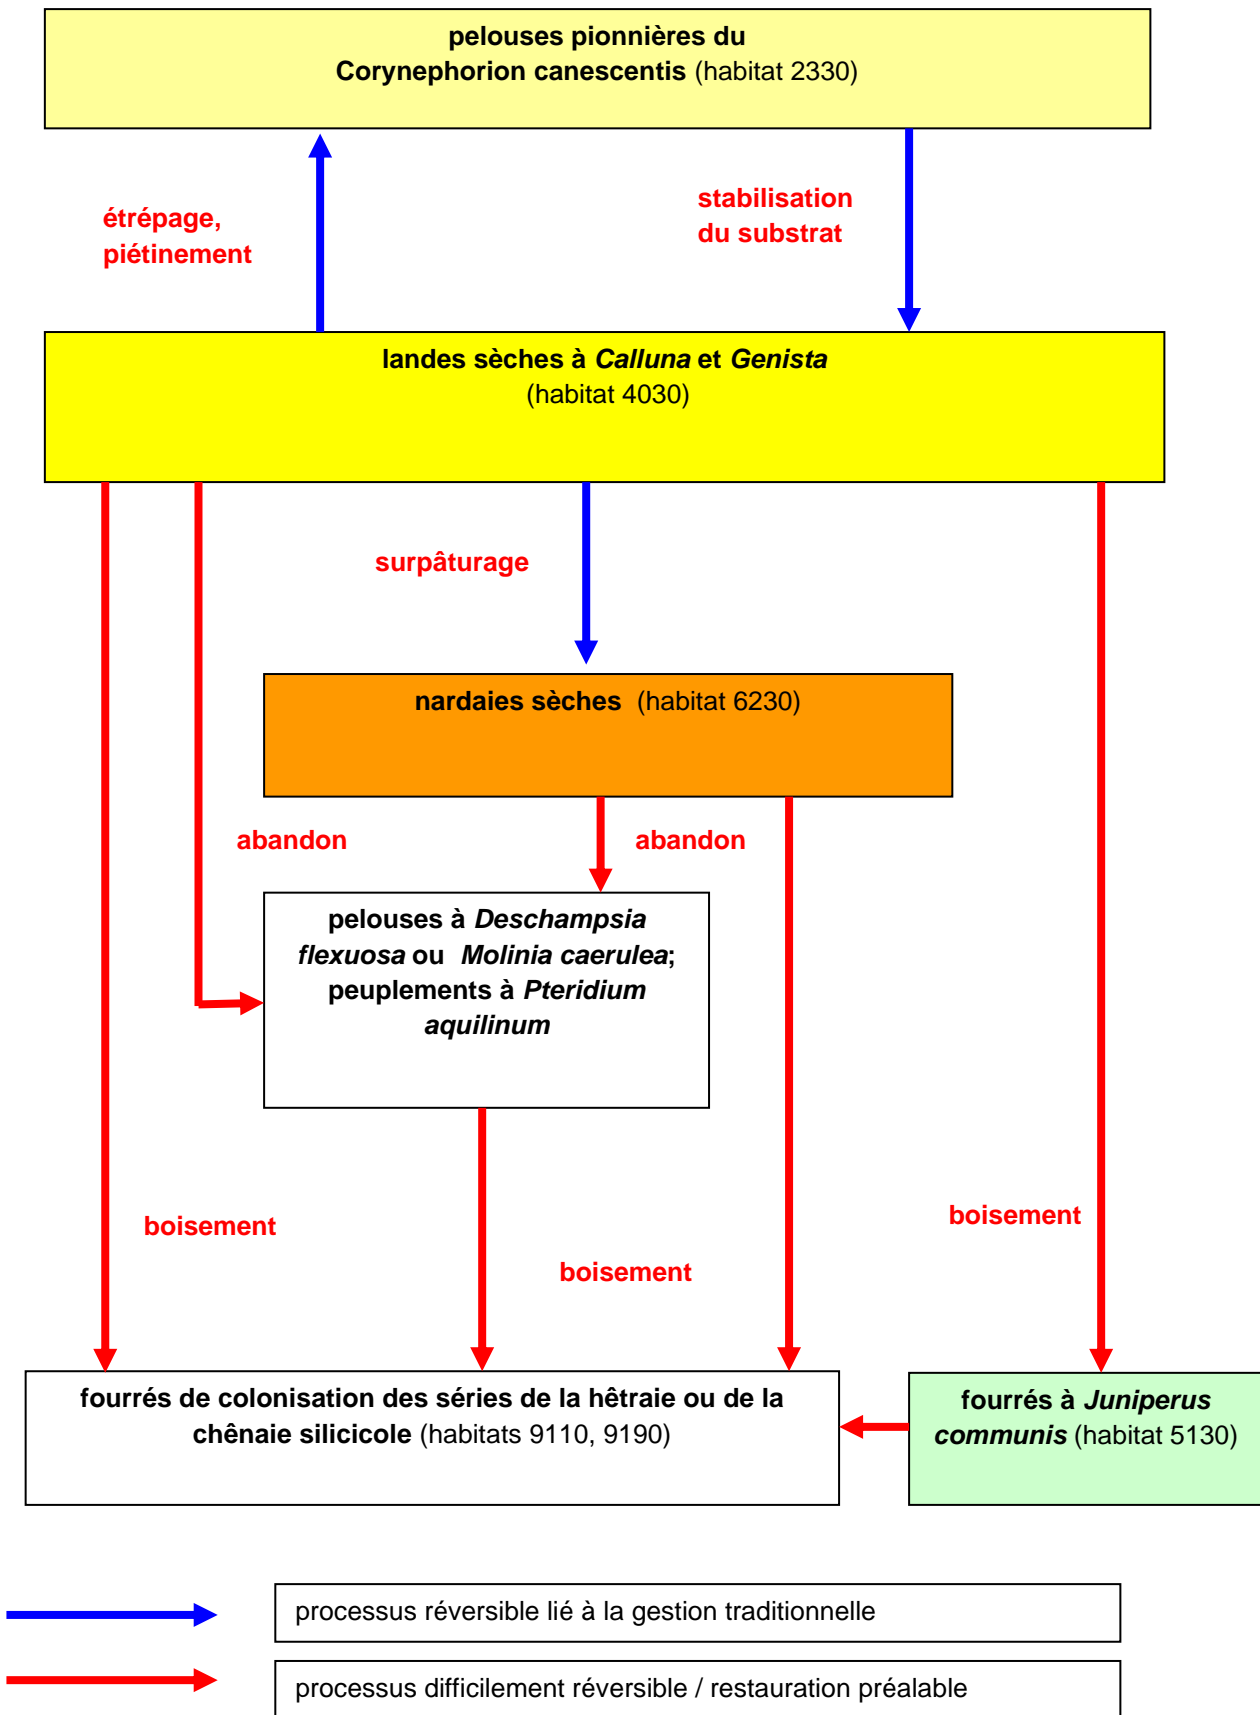 pelouses pionnières du
Corynephorion canescentis (habitat 2330)
étrépage,
piétinement
stabilisation
du substrat
landes sèches à Calluna et Genista
(habitat 4030)
surpâturage
nardaies sèches (habitat 6230)
abandon
abandon
pelouses à Deschampsia
flexuosa ou Molinia caerulea;
peuplements à Pteridium
aquilinum
boisement
boisement
boisement
fourrés de colonisation des séries de la hêtraie ou de la
chênaie silicicole (habitats 9110, 9190)
fourrés à Juniperus
communis (habitat 5130)
processus réversible lié à la gestion traditionnelle
processus difficilement réversible / restauration préalable